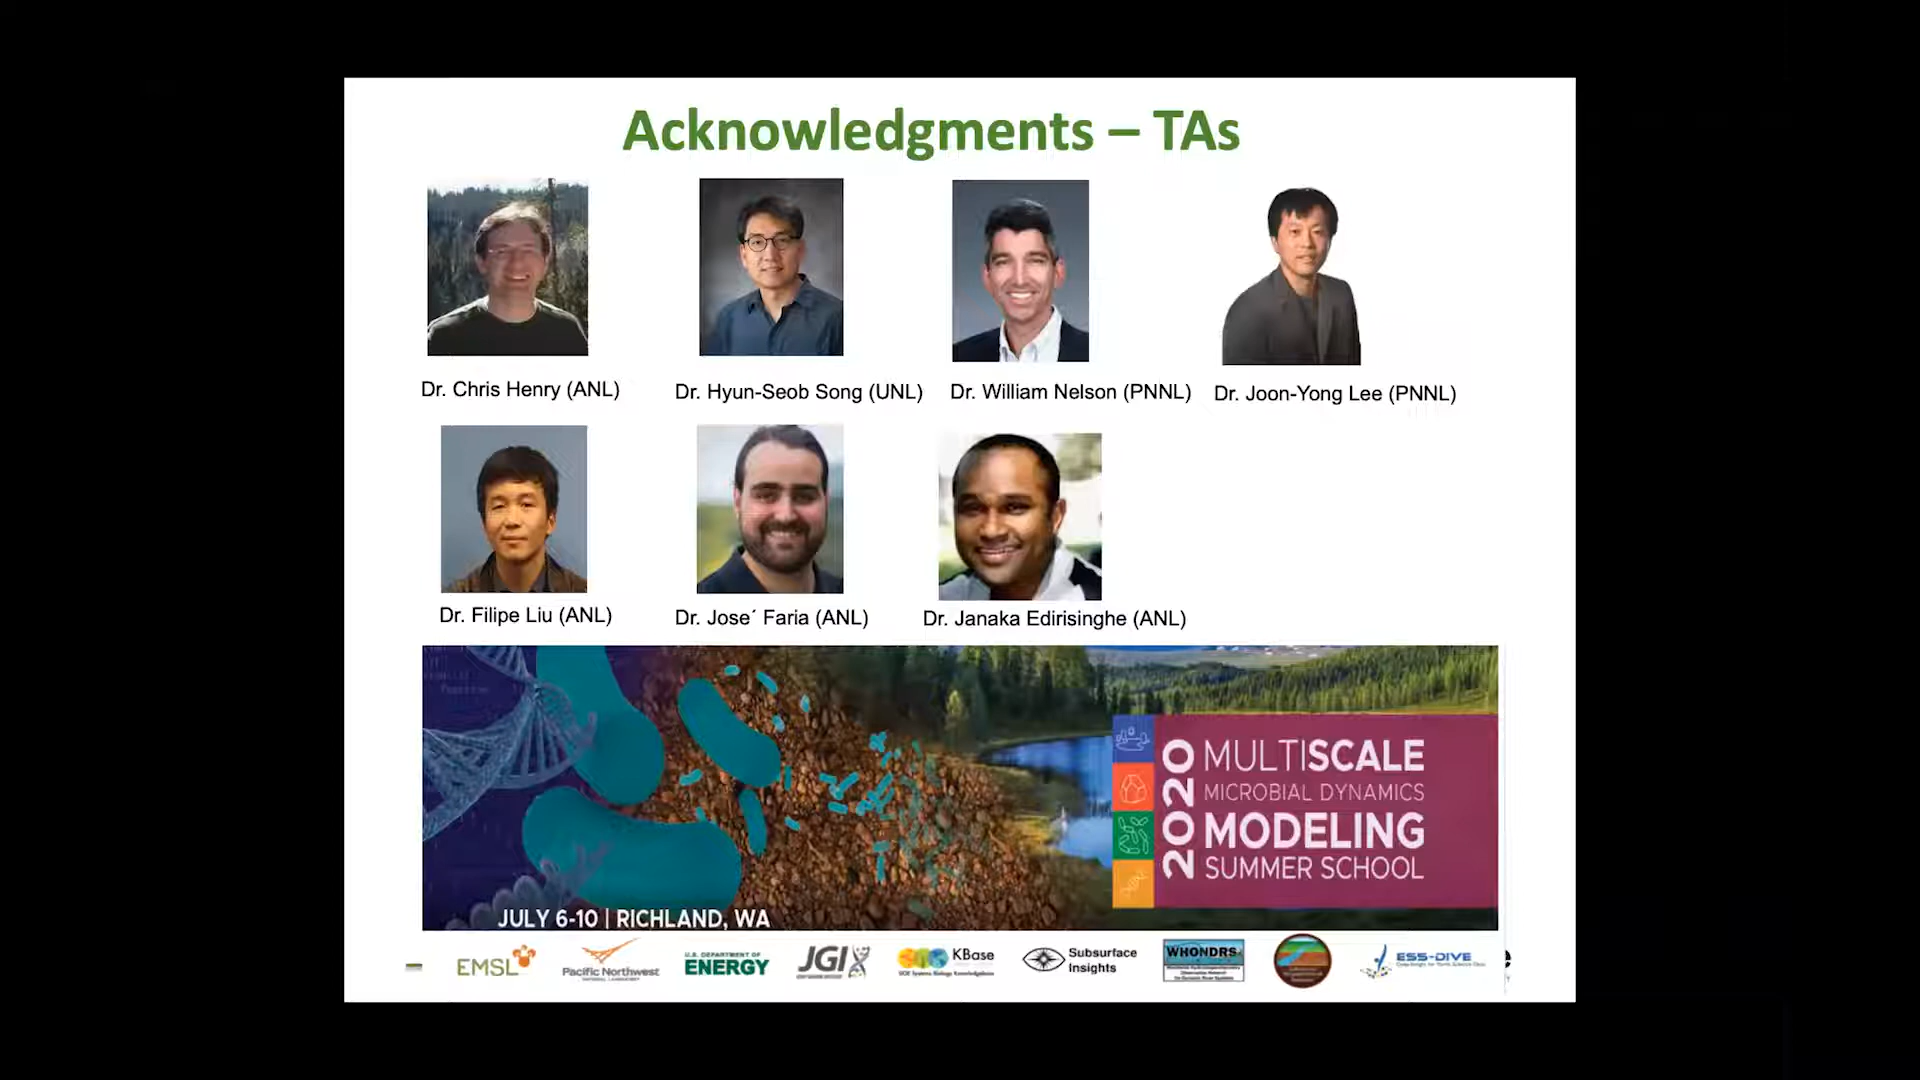 Acknowledgments – TAs
Dr. Chris Henry (ANL)
Dr. Hyun-Seob Song (UNL)
Dr. William Nelson (PNNL)
Dr. Joon-Yong Lee (PNNL)
Dr. Filipe Liu (ANL)
Dr. Jose´ Faria (ANL)
Dr. Janaka Edirisinghe (ANL)
2020
MULTISCALE
MICROBIAL DYNAMICS
MODELING
SUMMER SCHOOL
JULY 6-10 | RICHLAND, WA
EMSL
Pacific Northwest
NATIONAL LABORATORY
U.S. DEPARTMENT OF
ENERGY
JGI
KBase
DOE Systems Biology Knowledgebase
Subsurface
Insights
WHONDRS
ESS-DIVE